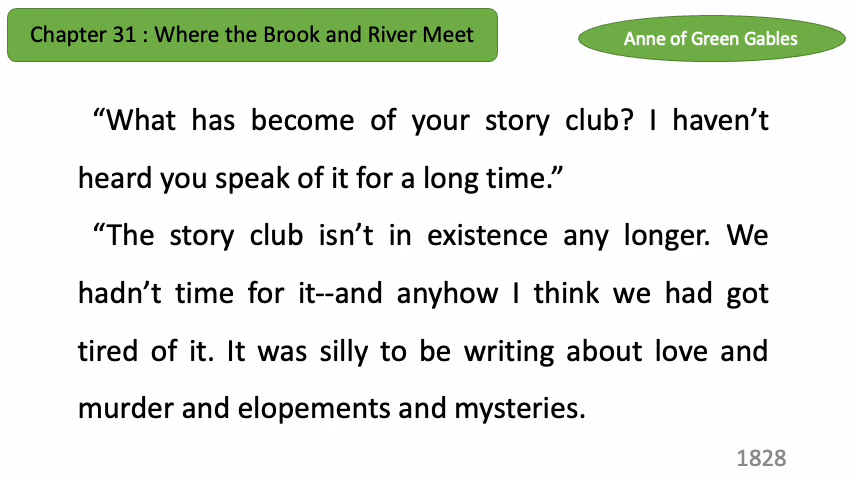 Chapter 31 : Where the Brook and River Meet
Anne of Green Gables
“What has become of your story club? I haven’t
heard you speak of it for a long time.”
“The story club isn’t in existence any longer. We
hadn’t time for it--and anyhow I think we had got
tired of it. It was silly to be writing about love and
murder and elopements and mysteries.
1828